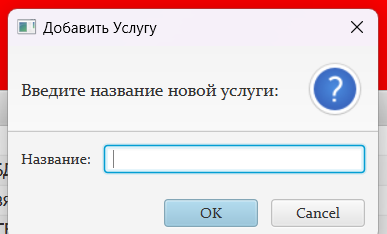 Добавить Услугу
Введите название новой услуги:
Название:
OK
Cancel